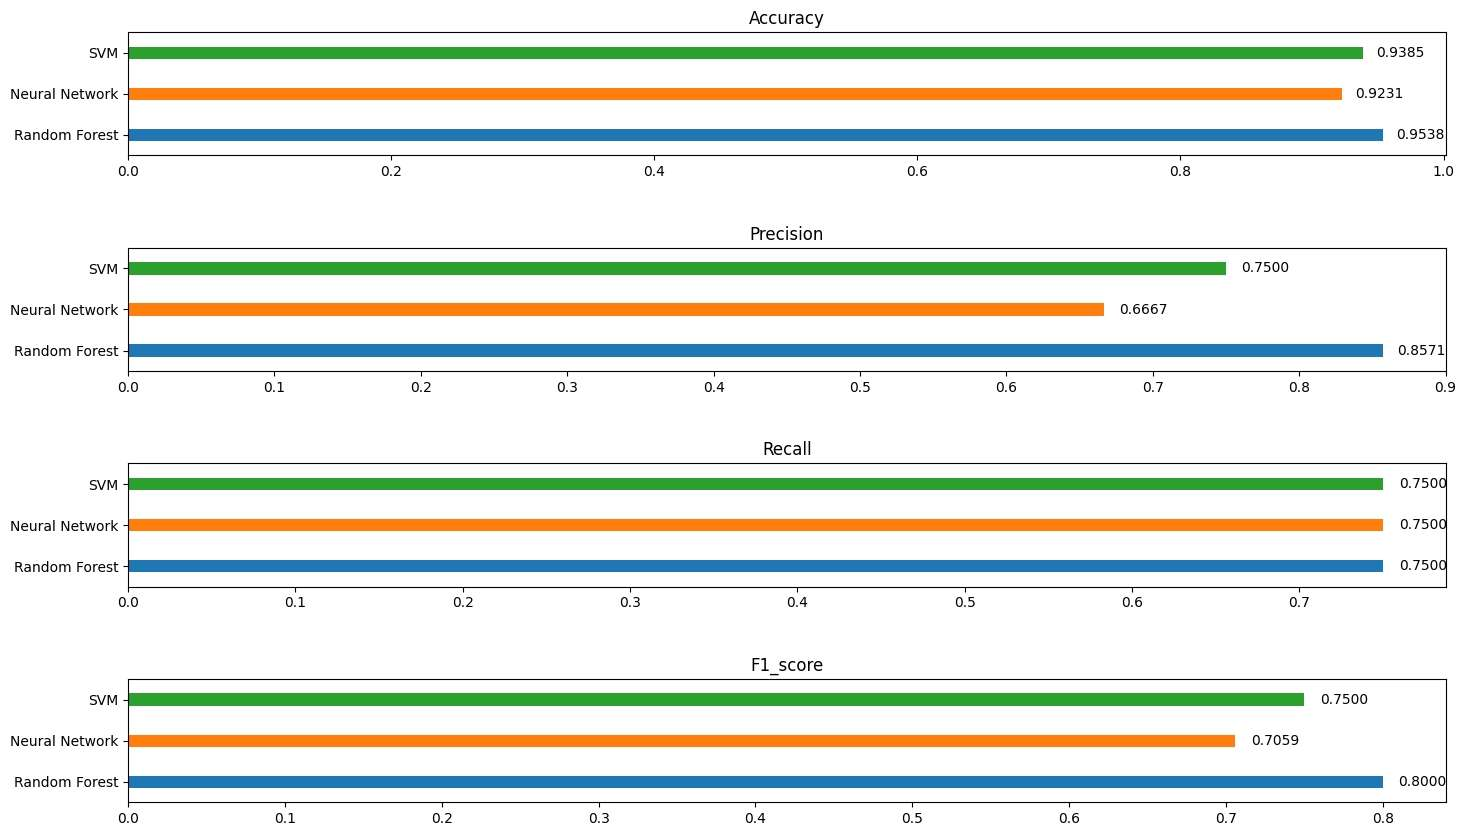 Accuracy
SVM 0.9385
Neural Network 0.9231
Random Forest 0.9538
0.0 0.2 0.4 0.6 0.8 1.0
Precision
SVM 0.7500
Neural Network 0.6667
Random Forest 0.8571
0.0 0.1 0.2 0.3 0.4 0.5 0.6 0.7 0.8 0.9
Recall
SVM 0.7500
Neural Network 0.7500
Random Forest 0.7500
0.0 0.1 0.2 0.3 0.4 0.5 0.6 0.7
F1_score
SVM 0.7500
Neural Network 0.7059
Random Forest 0.8000
0.0 0.1 0.2 0.3 0.4 0.5 0.6 0.7 0.8